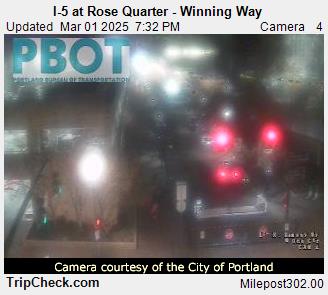 I-5 at Rose Quarter - Winning Way
Updated Mar 01 2025 7:32 PM Camera 4
PBOT
PORTLAND BUREAU OF TRANSPORTATION
Camera courtesy of the City of Portland
TripCheck.com Milepost302.00